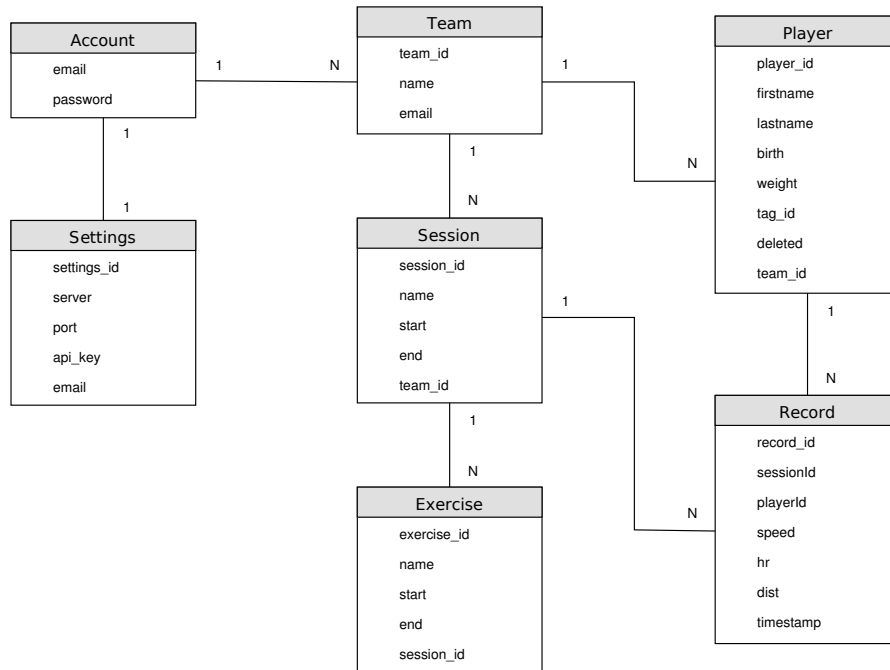 Account
email
password
1
N
Team
team_id
name
email
1
N
Player
player_id
firstname
lastname
birth
weight
tag_id
deleted
team_id
1
1
Settings
settings_id
server
port
api_key
email
1
N
Session
session_id
name
start
end
team_id
1
N
1
N
Exercise
exercise_id
name
start
end
session_id
1
N
Record
record_id
sessionId
playerId
speed
hr
dist
timestamp